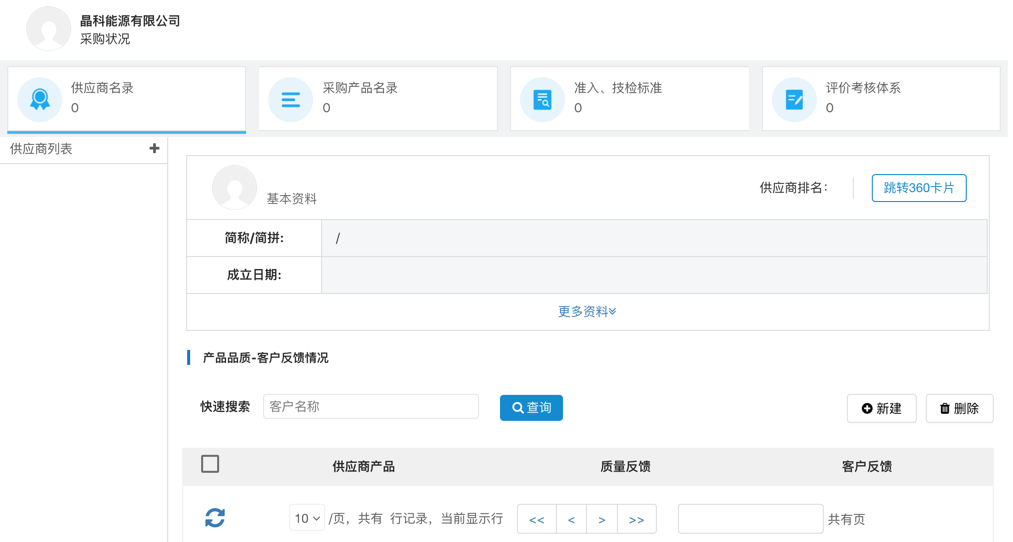 晶科能源有限公司
采购状况
供应商名录
0
采购产品名录
0
准入、技检标准
0
评价考核体系
0
供应商列表
基本资料
供应商排名:
跳转360卡片
简称/简拼:
/
成立日期:
更多资料
产品品质-客户反馈情况
快速搜索
客户名称
查询
新建
删除
供应商产品 质量反馈 客户反馈
10 /页，共有 行记录，当前显示行 << < > >> 共有页